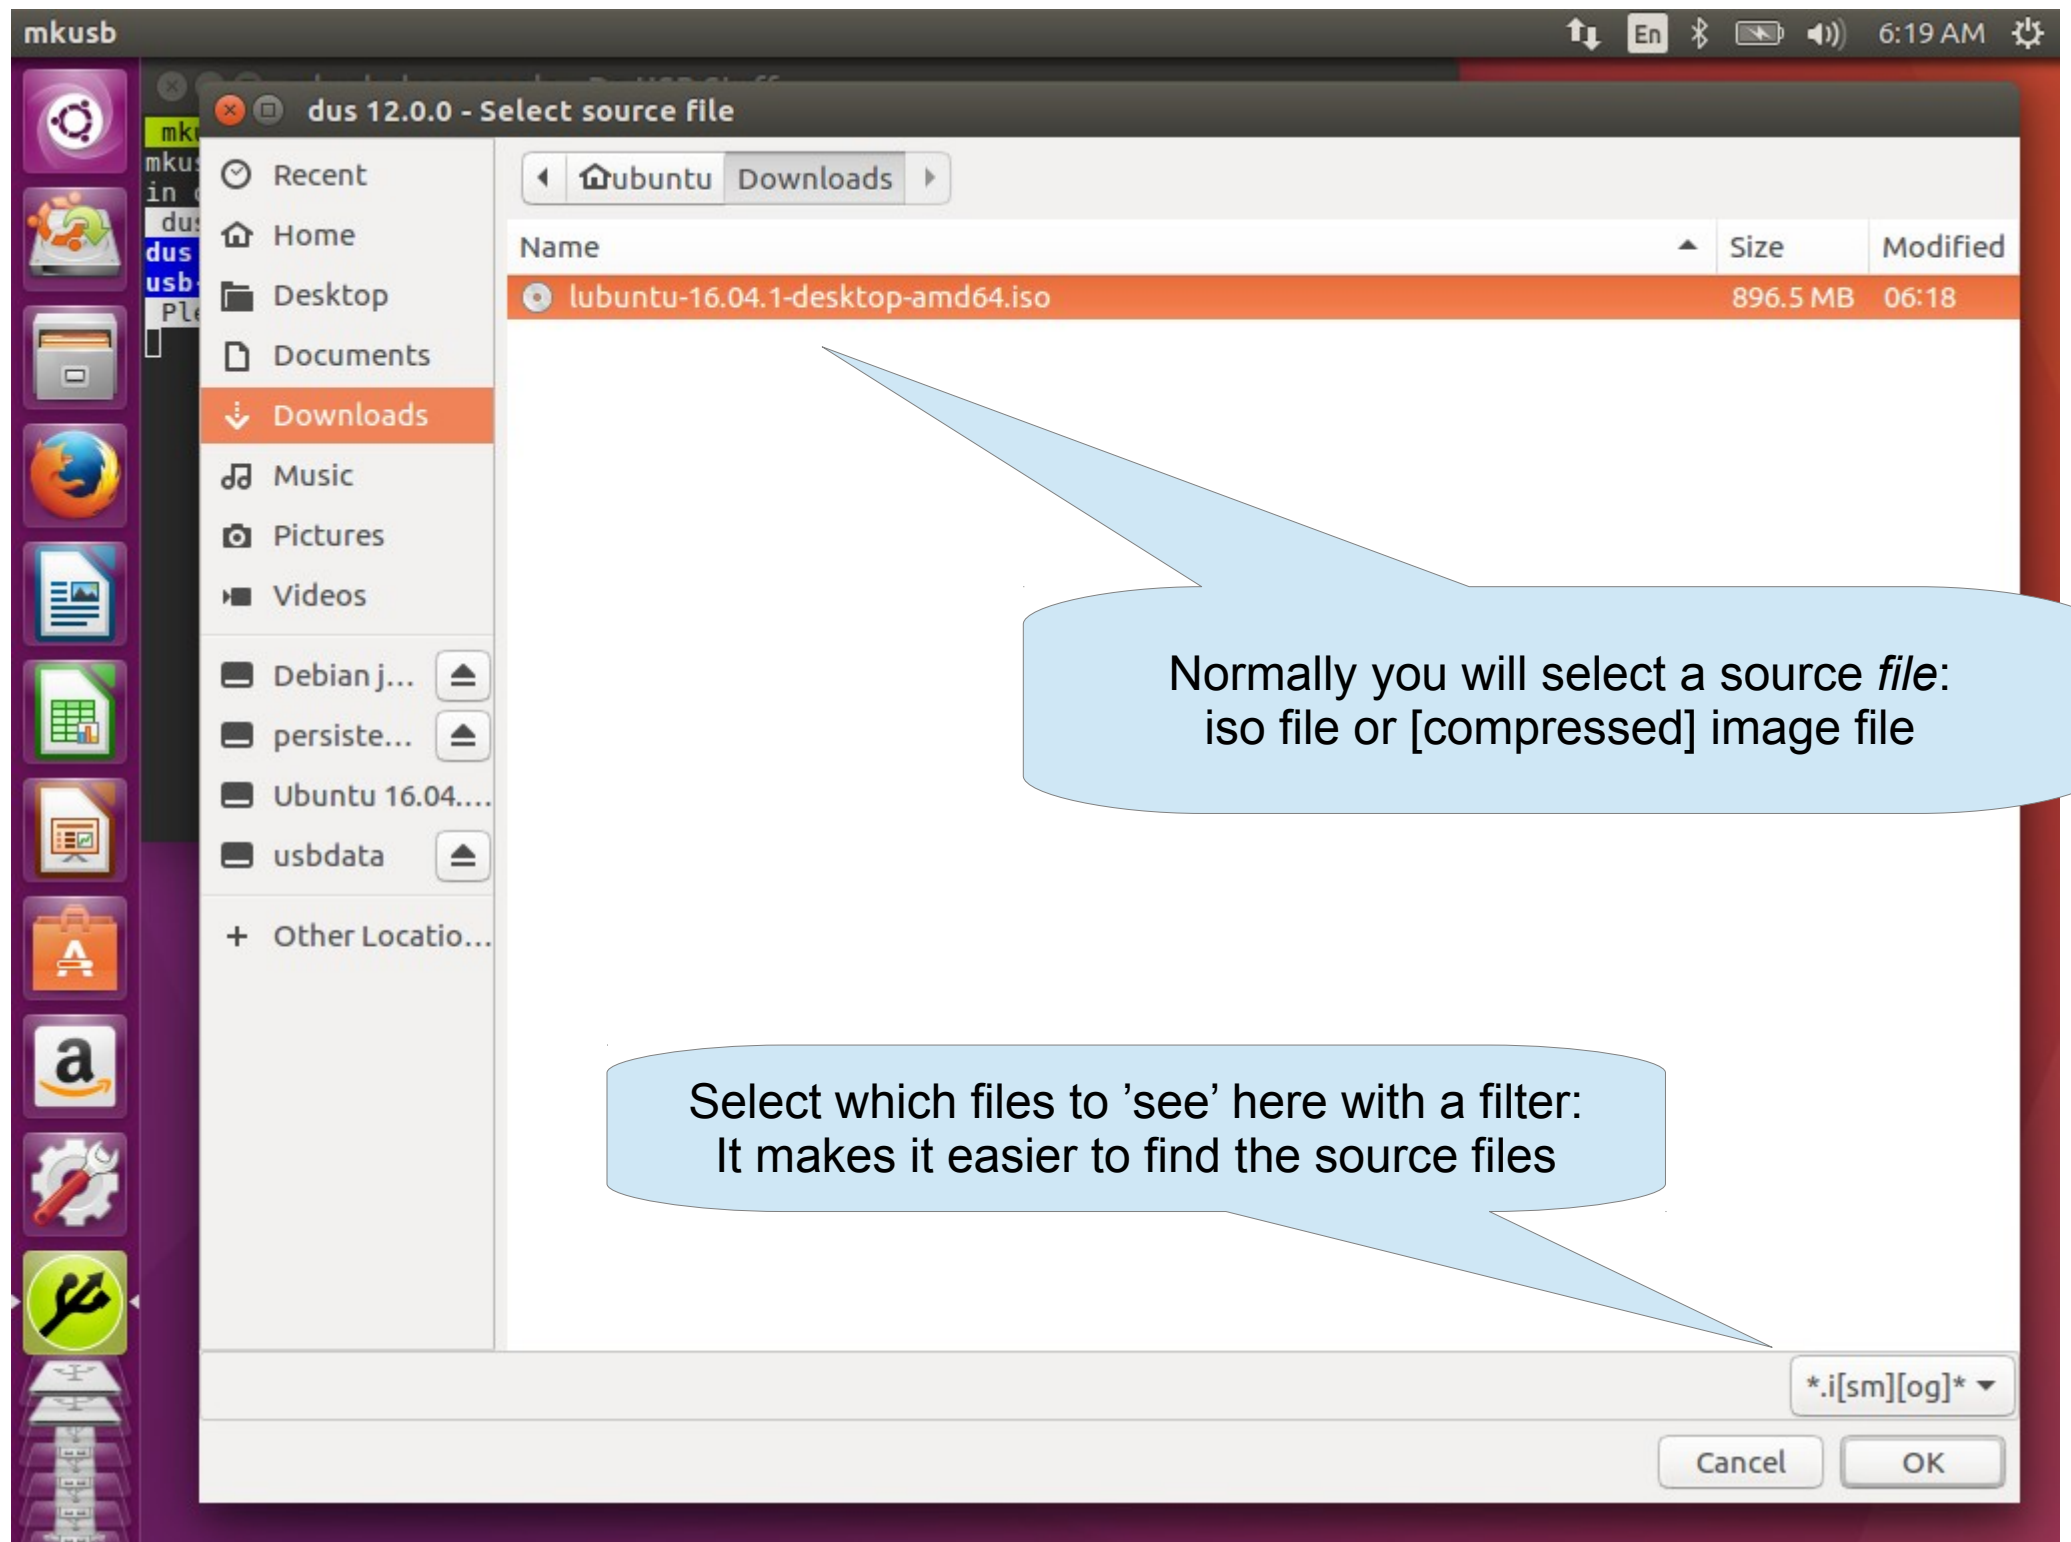 mkusb
En
6:19 AM
dus 12.0.0 - Select source file
in
dus
usb-
Recent
Home
Desktop
Documents
Downloads
Music
Pictures
Videos
Debian j...
persiste...
Ubuntu 16.04....
usbdata
Other Locatio...
ubuntu Downloads
Name Size Modified
lubuntu-16.04.1-desktop-amd64.iso 896.5 MB 06:18
Normally you will select a source file:
iso file or [compressed] image file
Select which files to ’see’ here with a filter:
It makes it easier to find the source files
*.i[sm][og]*
Cancel OK